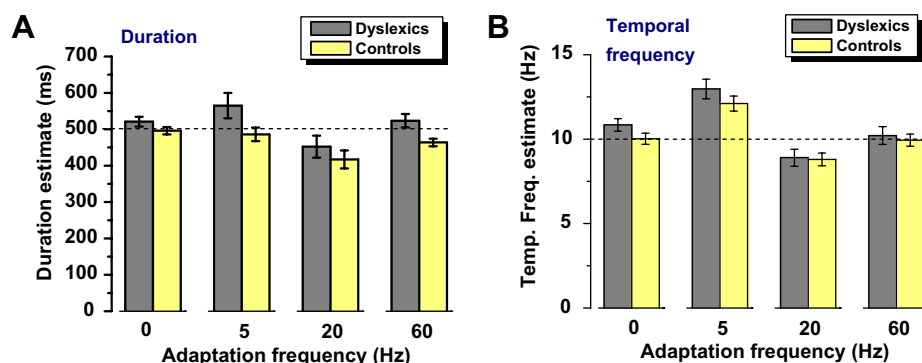 A
Duration
Dyslexics
Controls
Duration estimate (ms)
700
600
500
400
300
200
100
0
0 5 20 60
Adaptation frequency (Hz)
B
Temporal
frequency
Dyslexics
Controls
Temp. Freq. estimate (Hz)
15
10
5
0
0 5 20 60
Adaptation frequency (Hz)